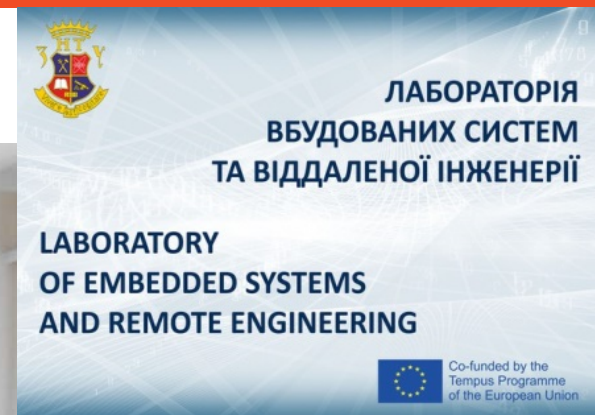 ЗНТУ
ЛАБОРАТОРІЯ
ВБУДОВАНИХ СИСТЕМ
ТА ВІДДАЛЕНОЇ ІНЖЕНЕРІЇ
LABORATORY
OF EMBEDDED SYSTEMS
AND REMOTE ENGINEERING
Co-funded by the
Tempus Programme
of the European Union